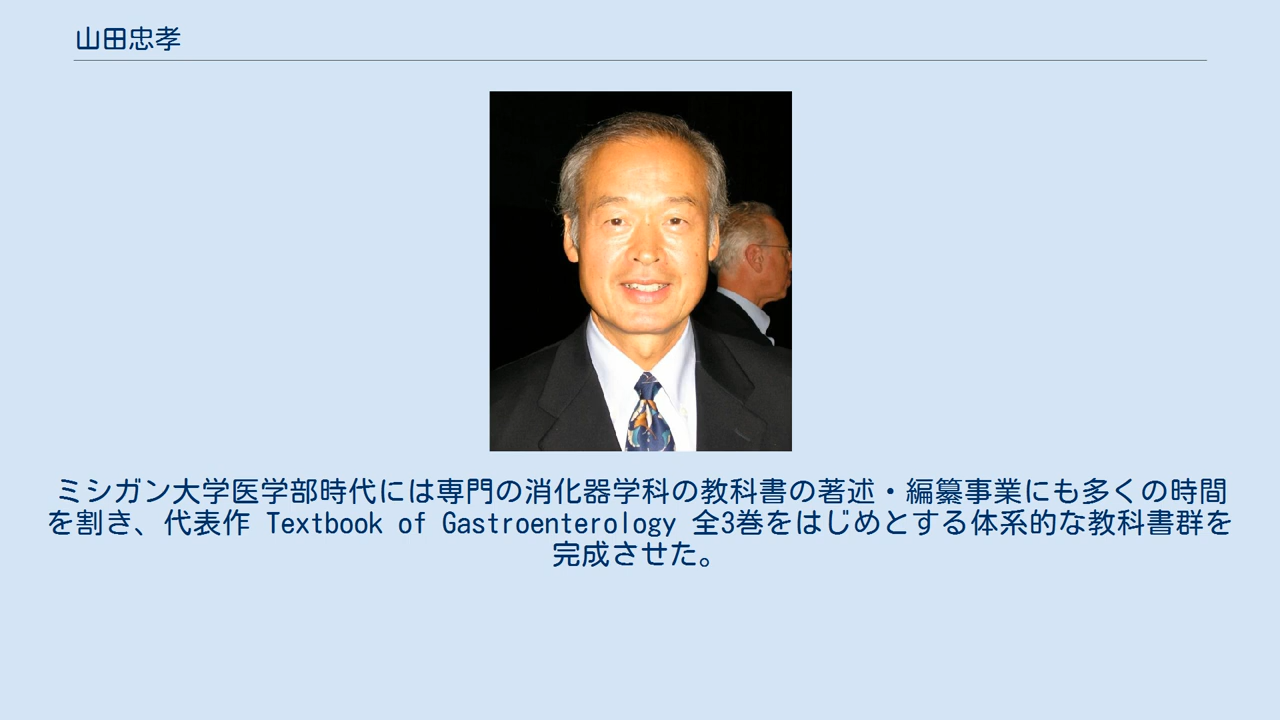 山田忠孝
ミシガン大学医学部時代には専門の消化器学科の教科書の著述・編纂事業にも多くの時間
を割き、代表作 Textbook of Gastroenterology 全3巻をはじめとする体系的な教科書群を
完成させた。